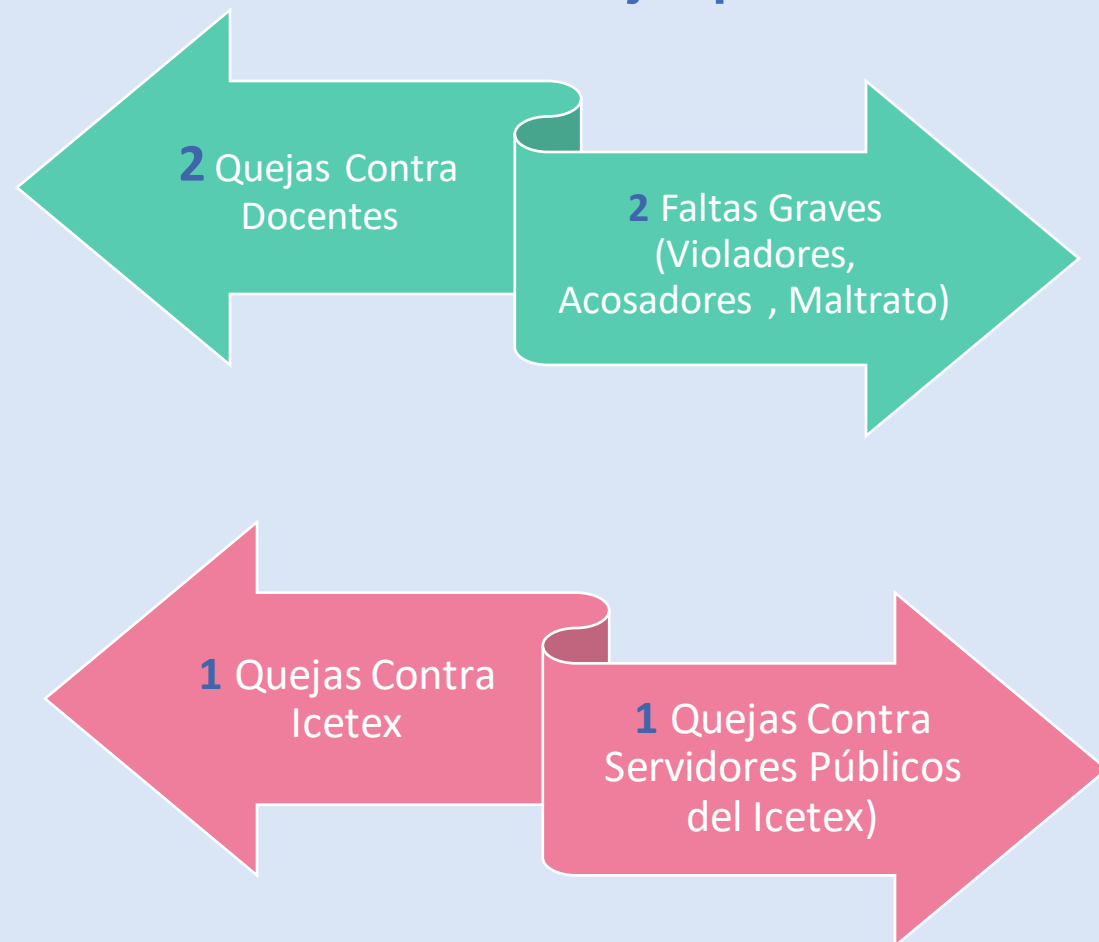 2 Quejas Contra
Docentes
2 Faltas Graves
(Violadores,
Acosadores , Maltrato)
1 Quejas Contra
Icetex
1 Quejas Contra
Servidores Públicos
del Icetex)